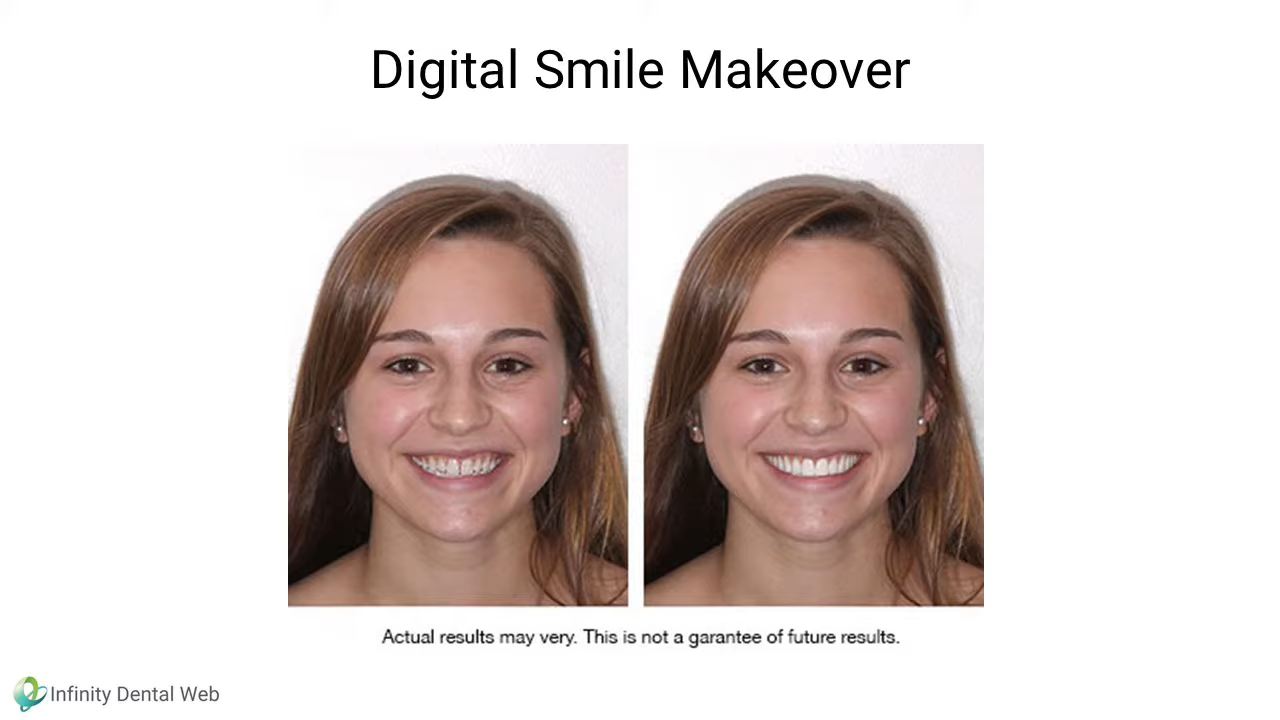 Digital Smile Makeover
Actual results may very. This is not a garantee of future results.
Infinity Dental Web